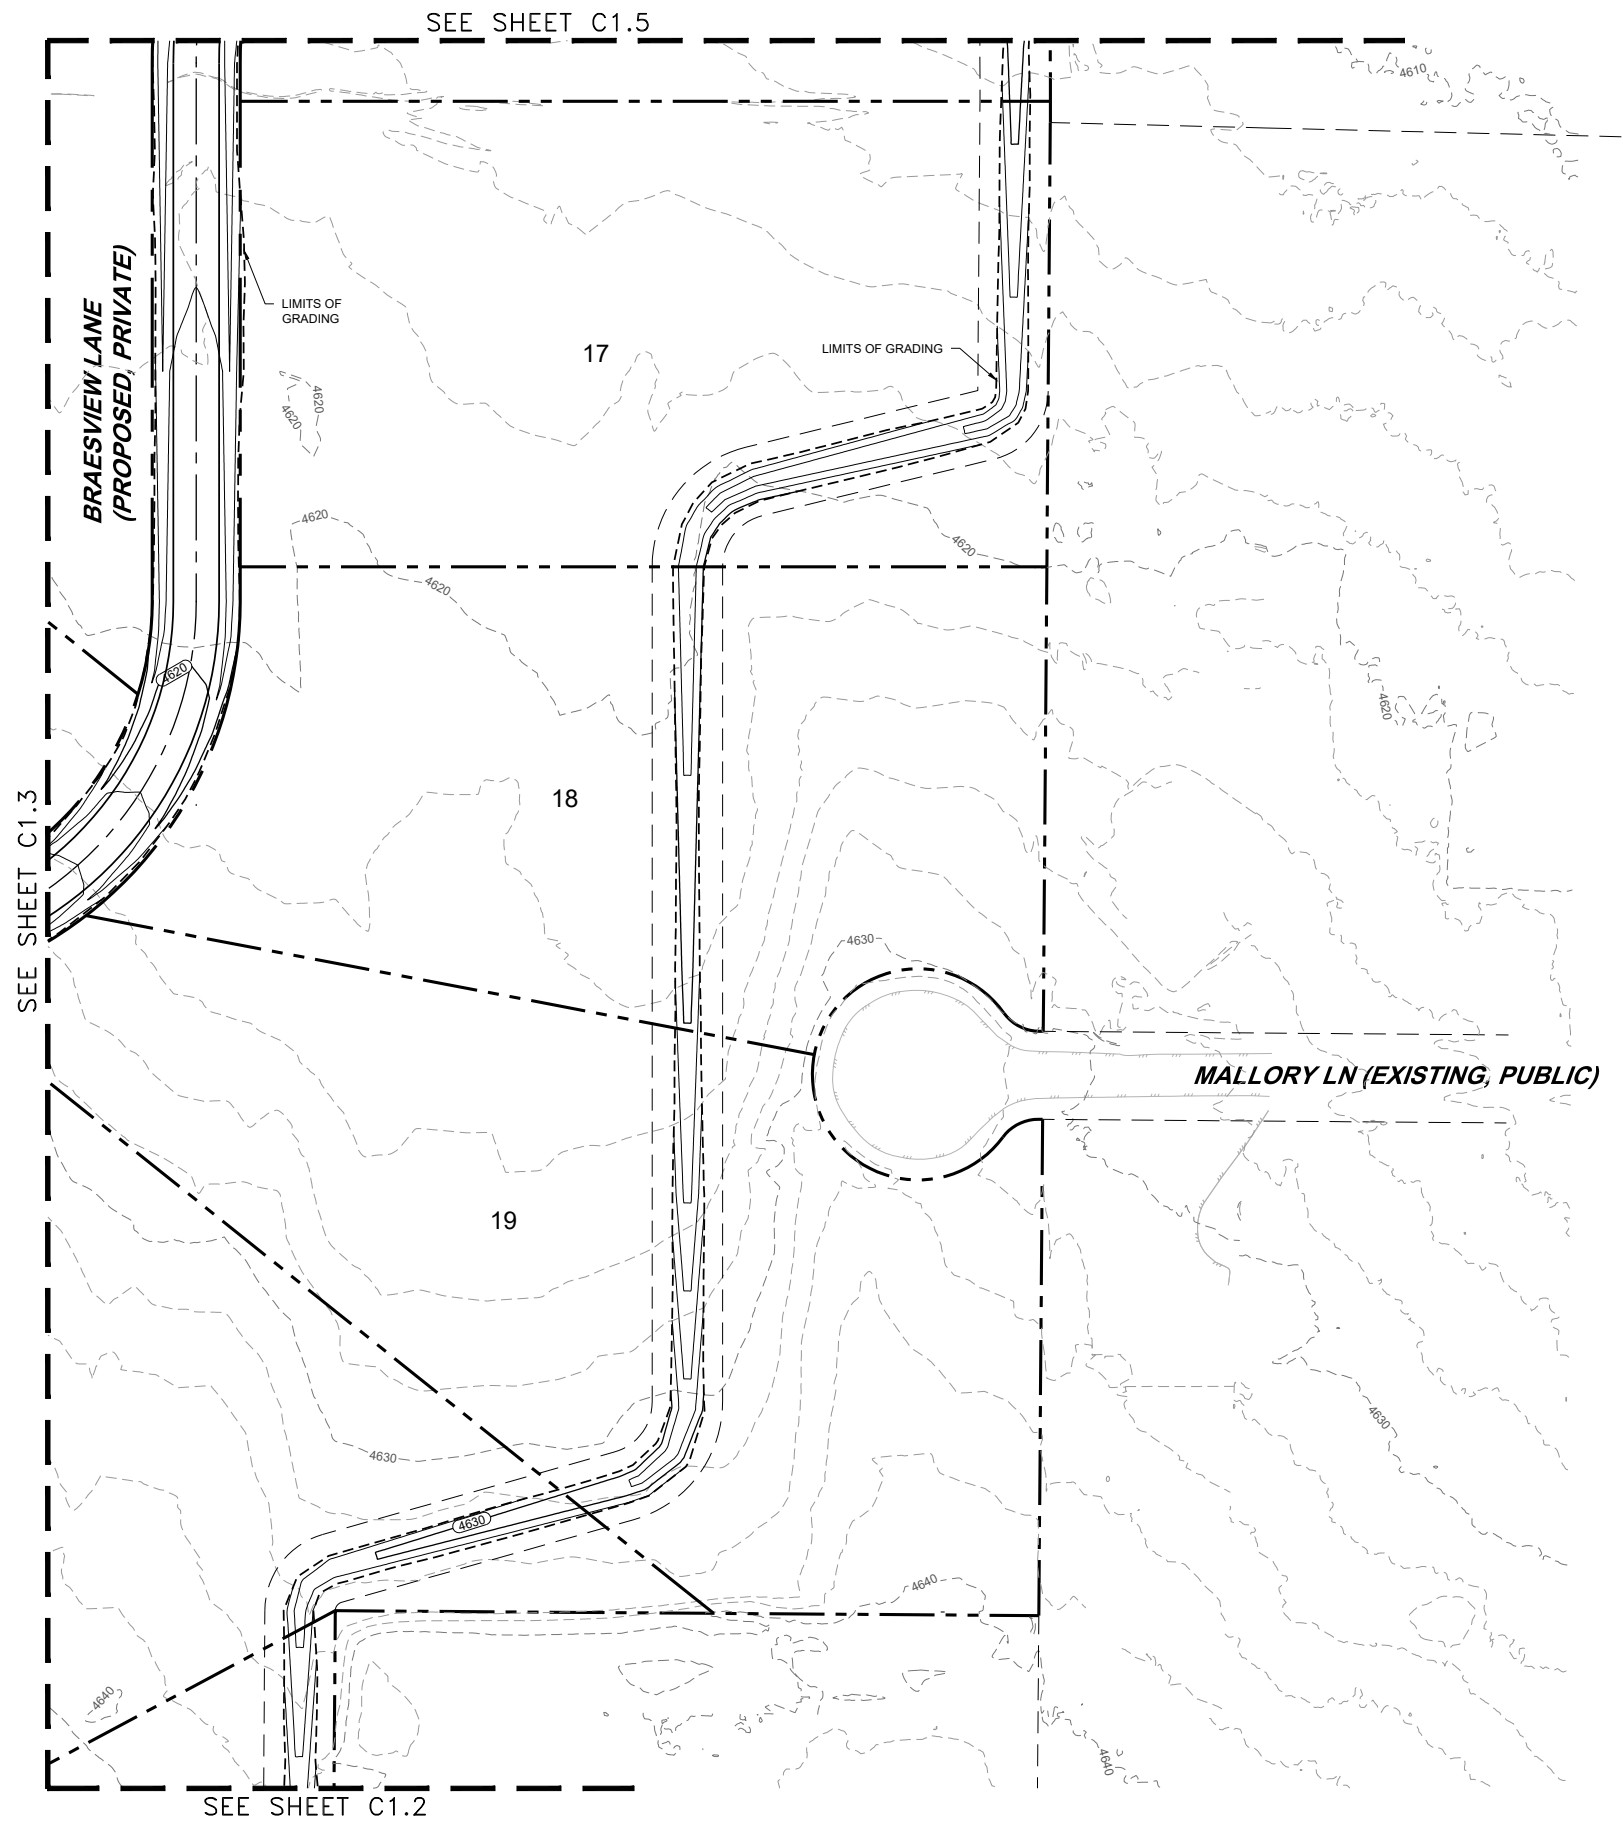 SEE SHEET C1.5
4610
BRAESVIEW LANE
(PROPOSED, PRIVATE)
LIMITS OF
GRADING
17
LIMITS OF GRADING
4620
4620
4620
4620
4620
4620
4620
18
SEE SHEET C1.3
4630
MALLORY LN (EXISTING, PUBLIC)
19
4630
4630
4630
4640
4640
4640
SEE SHEET C1.2